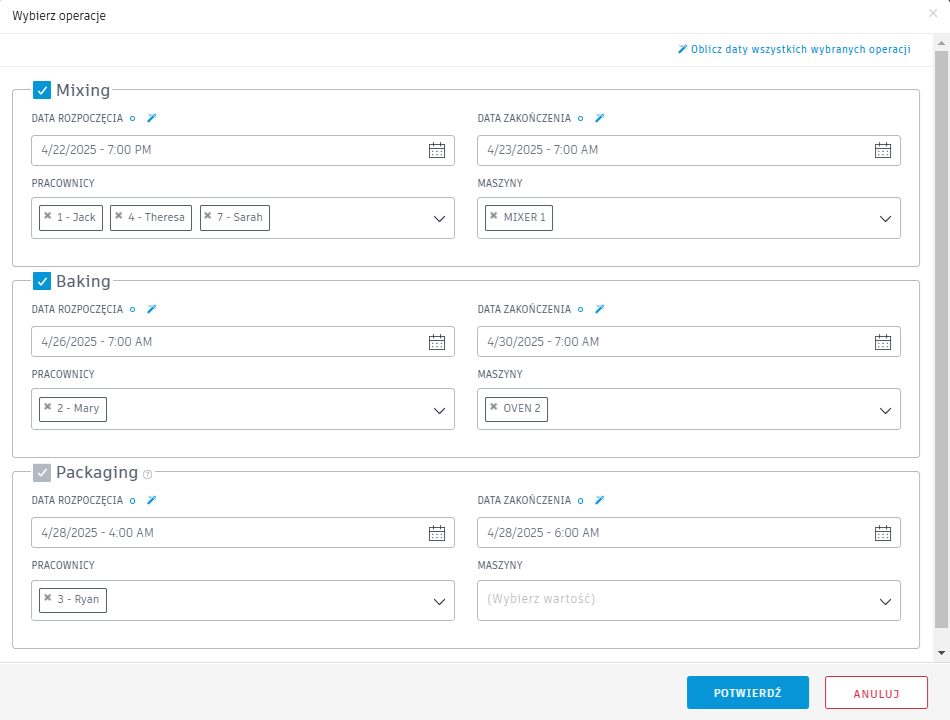 Wybierz operacje
Oblicz daty wszystkich wybranych operacji
Mixing
DATA ROZPOCZĘCIA DATA ZAKOŃCZENIA
4/22/2025 - 7:00 PM 4/23/2025 - 7:00 AM
PRACOWNICY MASZYNY
1 - Jack 4 - Theresa 7 - Sarah MIXER 1
Baking
DATA ROZPOCZĘCIA DATA ZAKOŃCZENIA
4/26/2025 - 7:00 AM 4/30/2025 - 7:00 AM
PRACOWNICY MASZYNY
2 - Mary OVEN 2
Packaging
DATA ROZPOCZĘCIA DATA ZAKOŃCZENIA
4/28/2025 - 4:00 AM 4/28/2025 - 6:00 AM
PRACOWNICY MASZYNY
3 - Ryan (Wybierz wartość)
POTWIERDŹ ANULUJ